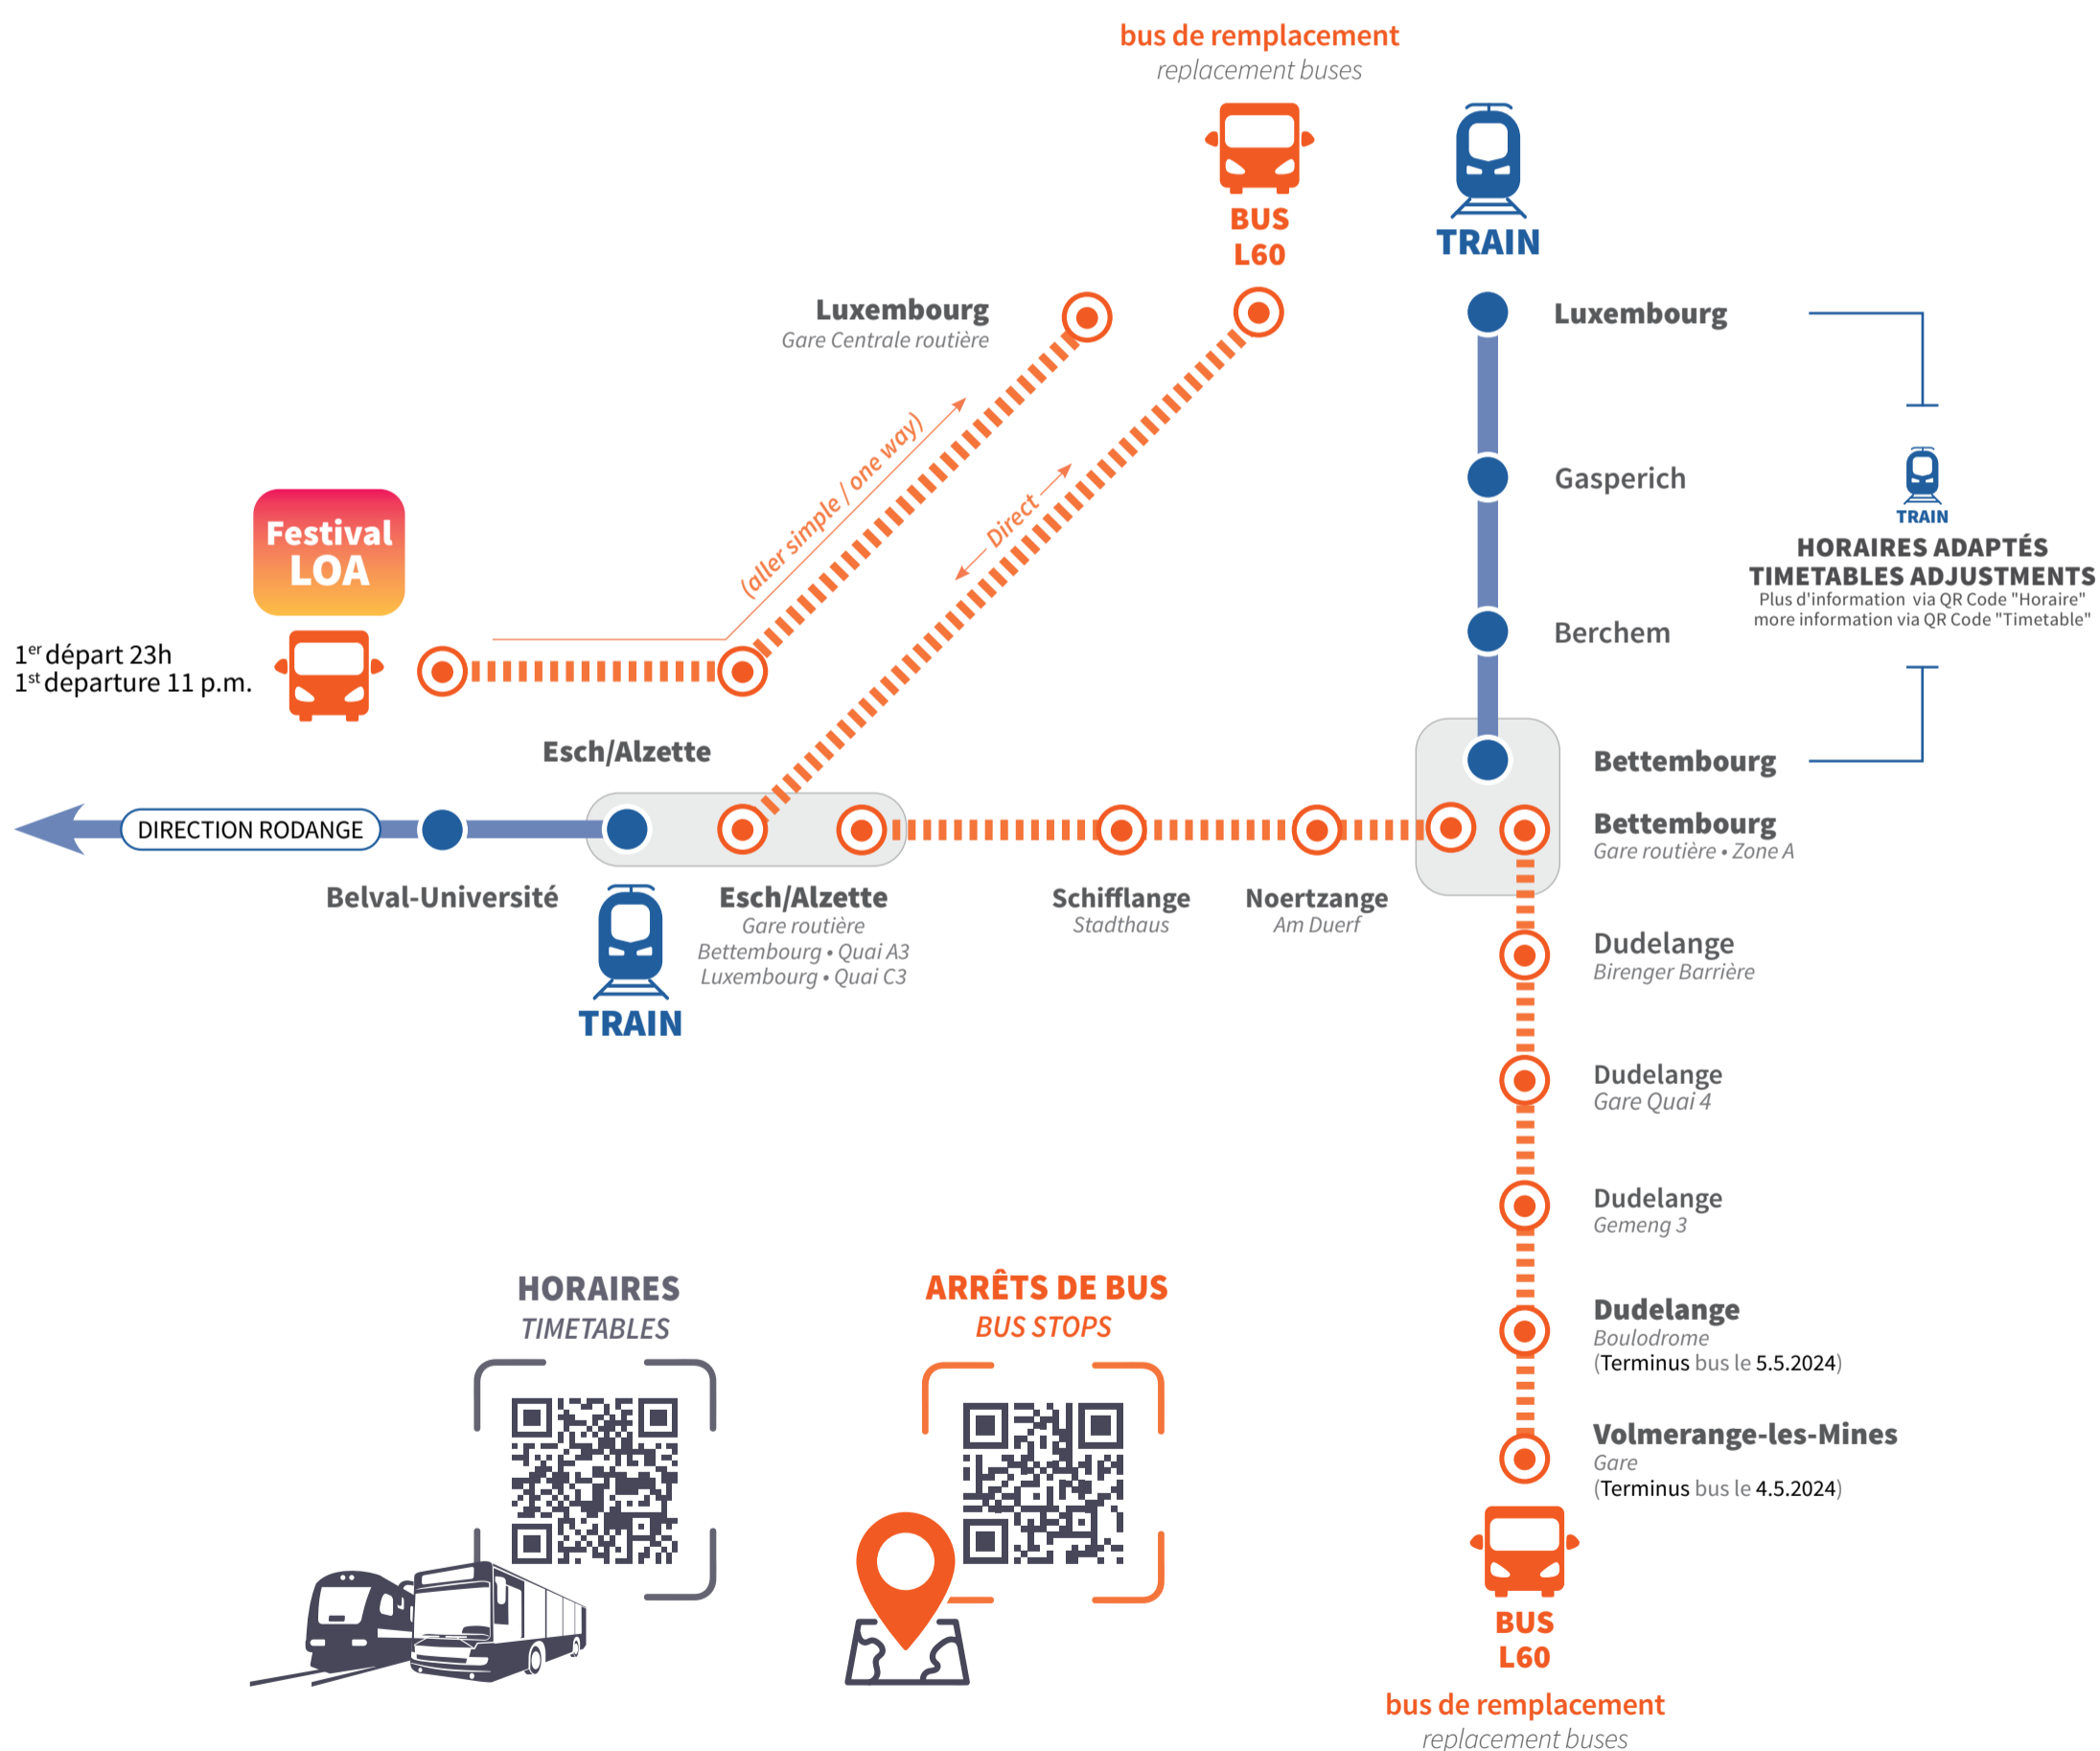 bus de remplacement
replacement buses
BUS
L60
TRAIN
Luxembourg
Gare Centrale routière
Luxembourg
(aller simple / one way)
Direct
Gasperich
Berchem
TRAIN
HORAIRES ADAPTÉS
TIMETABLES ADJUSTMENTS
Plus d'information via QR Code "Horaire"
more information via QR Code "Timetable"
Festival
LOA
1er départ 23h
1st departure 11 p.m.
Esch/Alzette
Bettembourg
DIRECTION RODANGE
Bettembourg
Gare routière • Zone A
Belval-Université
TRAIN
Esch/Alzette
Gare routière
Bettembourg • Quai A3
Luxembourg • Quai C3
Schifflange
Stadthaus
Noertzange
Am Duerf
Dudelange
Birenger Barrière
Dudelange
Gare Quai 4
Dudelange
Gemeng 3
Dudelange
Boulodrome
(Terminus bus le 5.5.2024)
Volmerange-les-Mines
Gare
(Terminus bus le 4.5.2024)
BUS
L60
bus de remplacement
replacement buses
HORAIRES
TIMETABLES
ARRÊTS DE BUS
BUS STOPS